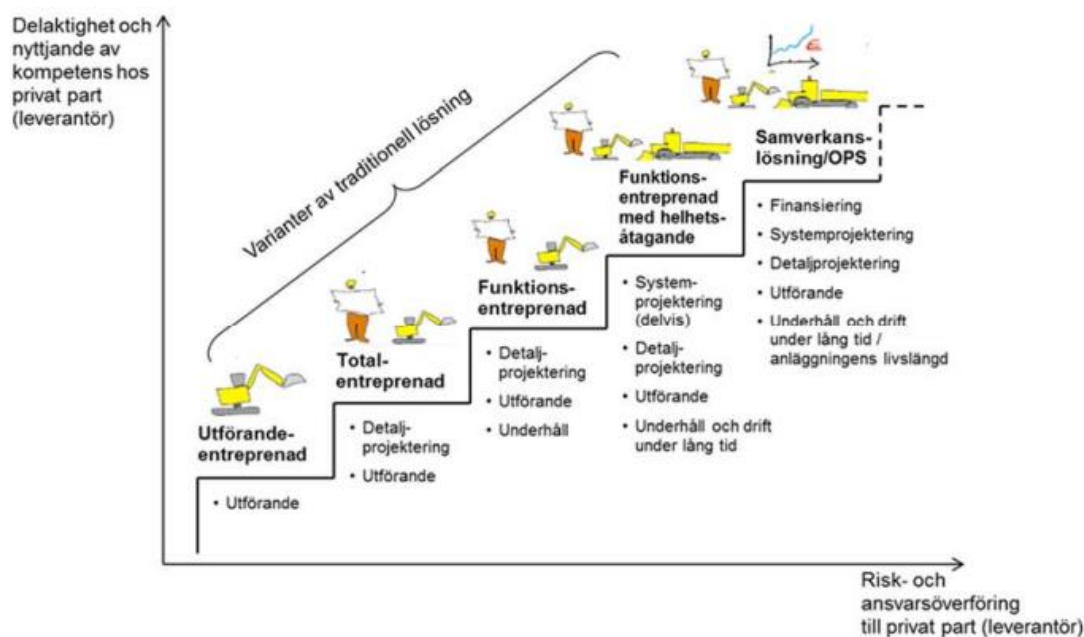 Delaktighet och
nyttjande av
kompetens hos
privat part
(leverantör)
Varianter av traditionell lösning
Utförande-
entreprenad
• Utförande
Total-
entreprenad
• Detalj-
projektering
• Utförande
Funktions-
entreprenad
• Detalj-
projektering
• Utförande
• Underhåll
Funktions-
entreprenad
med helhets-
åtagande
• System-
projektering
(delvis)
• Detalj-
projektering
• Utförande
• Underhåll och drift
under lång tid
Samverkans-
lösning/OPS
• Finansiering
• Systemprojektering
• Detaljprojektering
• Utförande
• Underhåll och drift
under lång tid /
anläggningens livslängd
Risk- och
ansvarsöverföring
till privat part (leverantör)